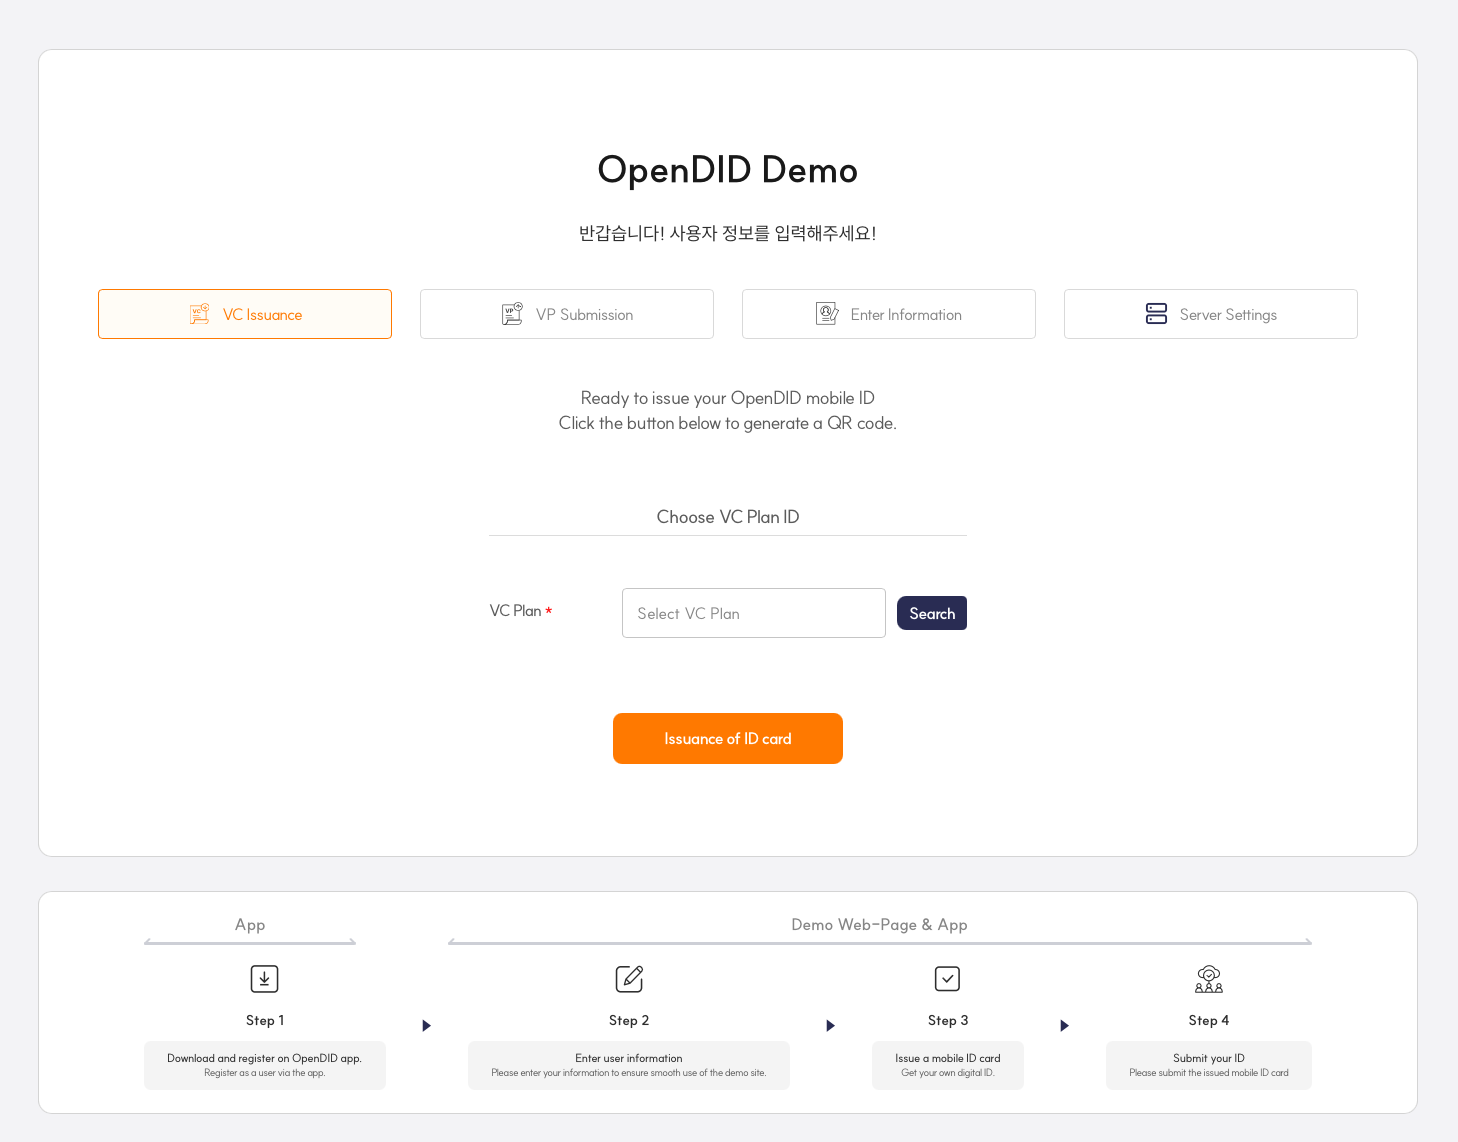 OpenDID Demo
반갑습니다! 사용자 정보를 입력해주세요!
VC Issuance
VP Submission
Enter Information
Server Settings
Ready to issue your OpenDID mobile ID
Click the button below to generate a QR code.
Choose VC Plan ID
VC Plan *
Select VC Plan
Search
Issuance of ID card
App
Demo Web-Page & App
Step 1
Download and register on OpenDID app.
Register as a user via the app.
Step 2
Enter user information
Please enter your information to ensure smooth use of the demo site.
Step 3
Issue a mobile ID card
Get your own digital ID.
Step 4
Submit your ID
Please submit the issued mobile ID card